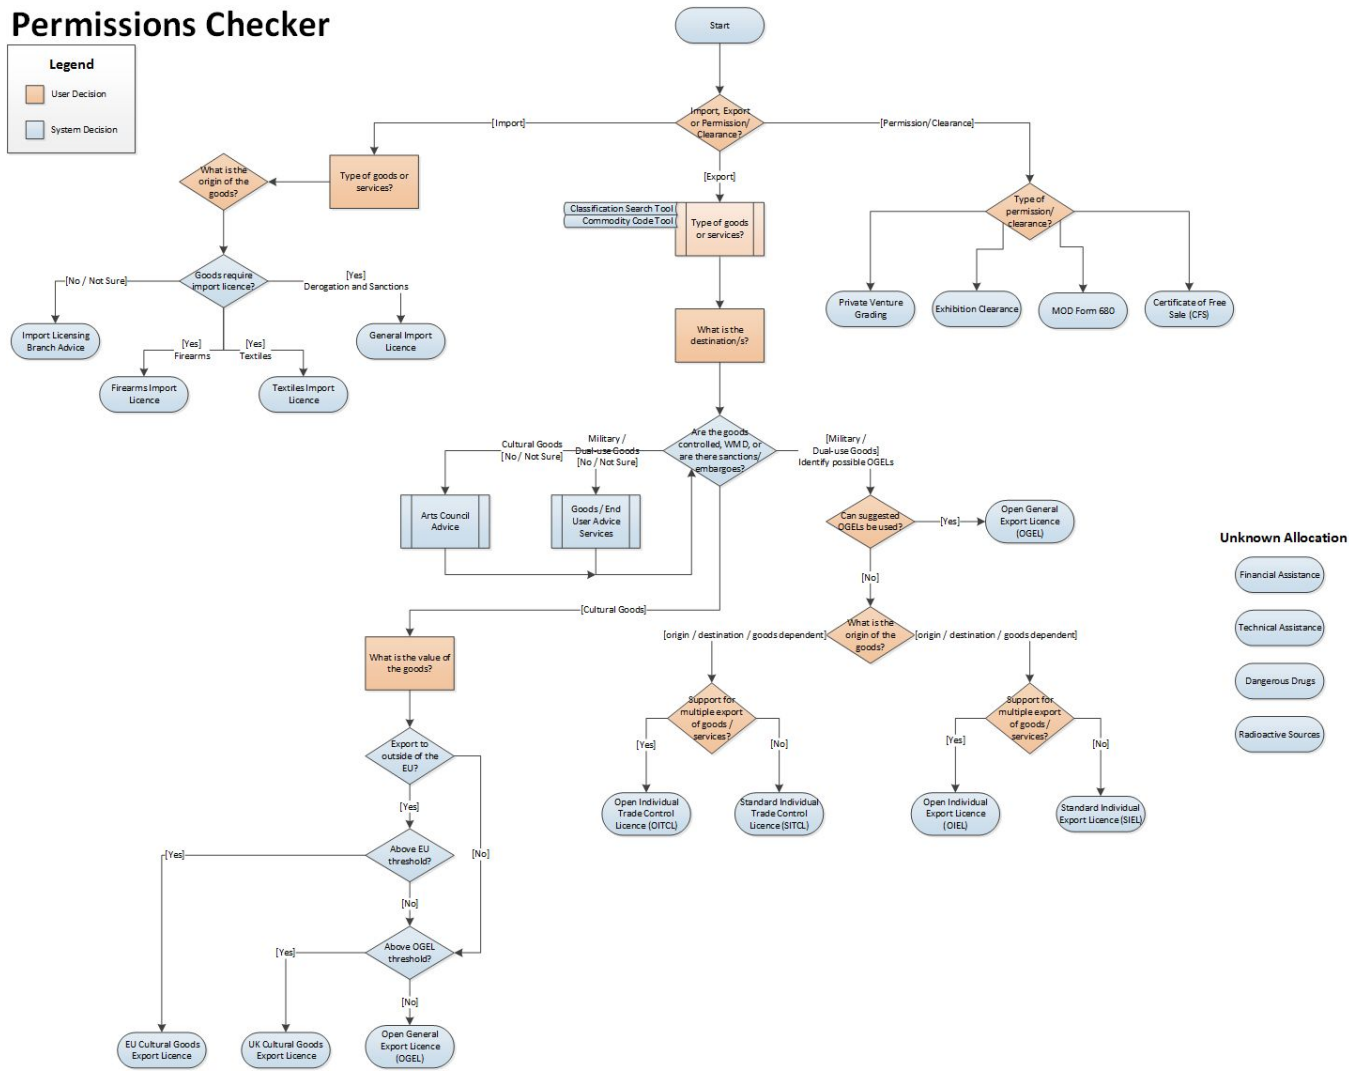 Permissions Checker
Legend
User Decision
System Decision
Start
Import, Export
or Permission/
Clearance?
[Import]
[Permission/Clearance]
[Export]
Type of goods or
services?
What is the
origin of the
goods?
Goods require
import licence?
[No / Not Sure]
[Yes]
Derogation and Sanctions
Import Licensing
Branch Advice
General Import
Licence
[Yes]
Firearms
[Yes]
Textiles
Firearms Import
Licence
Textiles Import
Licence
Classification Search Tool
Commodity Code Tool
Type of goods
or services?
What is the
destination/s?
Type of
permission/
clearance?
Private Venture
Grading
Exhibition Clearance
MOD Form 680
Certificate of Free
Sale (CFS)
Are the goods
controlled, WMD, or
are there sanctions/
embargoes?
Cultural Goods
[No / Not Sure]
Military /
Dual-use Goods
[No / Not Sure]
[Military /
Dual-use Goods]
Identify possible OGELs
Arts Council
Advice
Goods / End
User Advice
Services
Can suggested
OGELs be used?
[Yes]
Open General
Export Licence
(OGEL)
[No]
Unknown Allocation
Financial Assistance
Technical Assistance
Dangerous Drugs
Radioactive Sources
[Cultural Goods]
What is the
origin of the
goods?
[origin / destination / goods dependent]
[origin / destination / goods dependent]
What is the value of
the goods?
Support for
multiple export
of goods /
services?
Support for
multiple export
of goods /
services?
[Yes]
[No]
[Yes]
[No]
Open Individual
Trade Control
Licence (OITCL)
Standard Individual
Trade Control
Licence (SITCL)
Open Individual
Export Licence
(OIEL)
Standard Individual
Export Licence (SIEL)
Export to
outside of the
EU?
[Yes]
[No]
Above EU
threshold?
[Yes]
[No]
Above OGEL
threshold?
[Yes]
[No]
EU Cultural Goods
Export Licence
UK Cultural Goods
Export Licence
Open General
Export Licence
(OGEL)